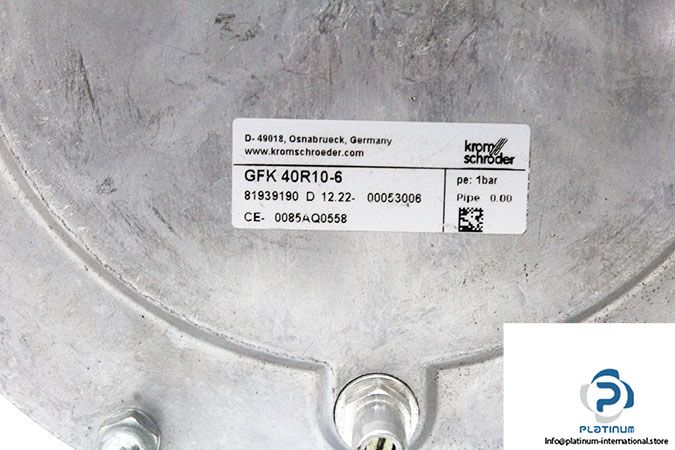 D- 49018, Osnabrueck, Germany
www.kromschroeder.com
krom
schröder
GFK 40R10-6
81939190 D 12.22- 00053006
CE- 0085AQ0558
pe: 1bar
Pipe 0.00
PLATINUM
Info@platinum-international.store